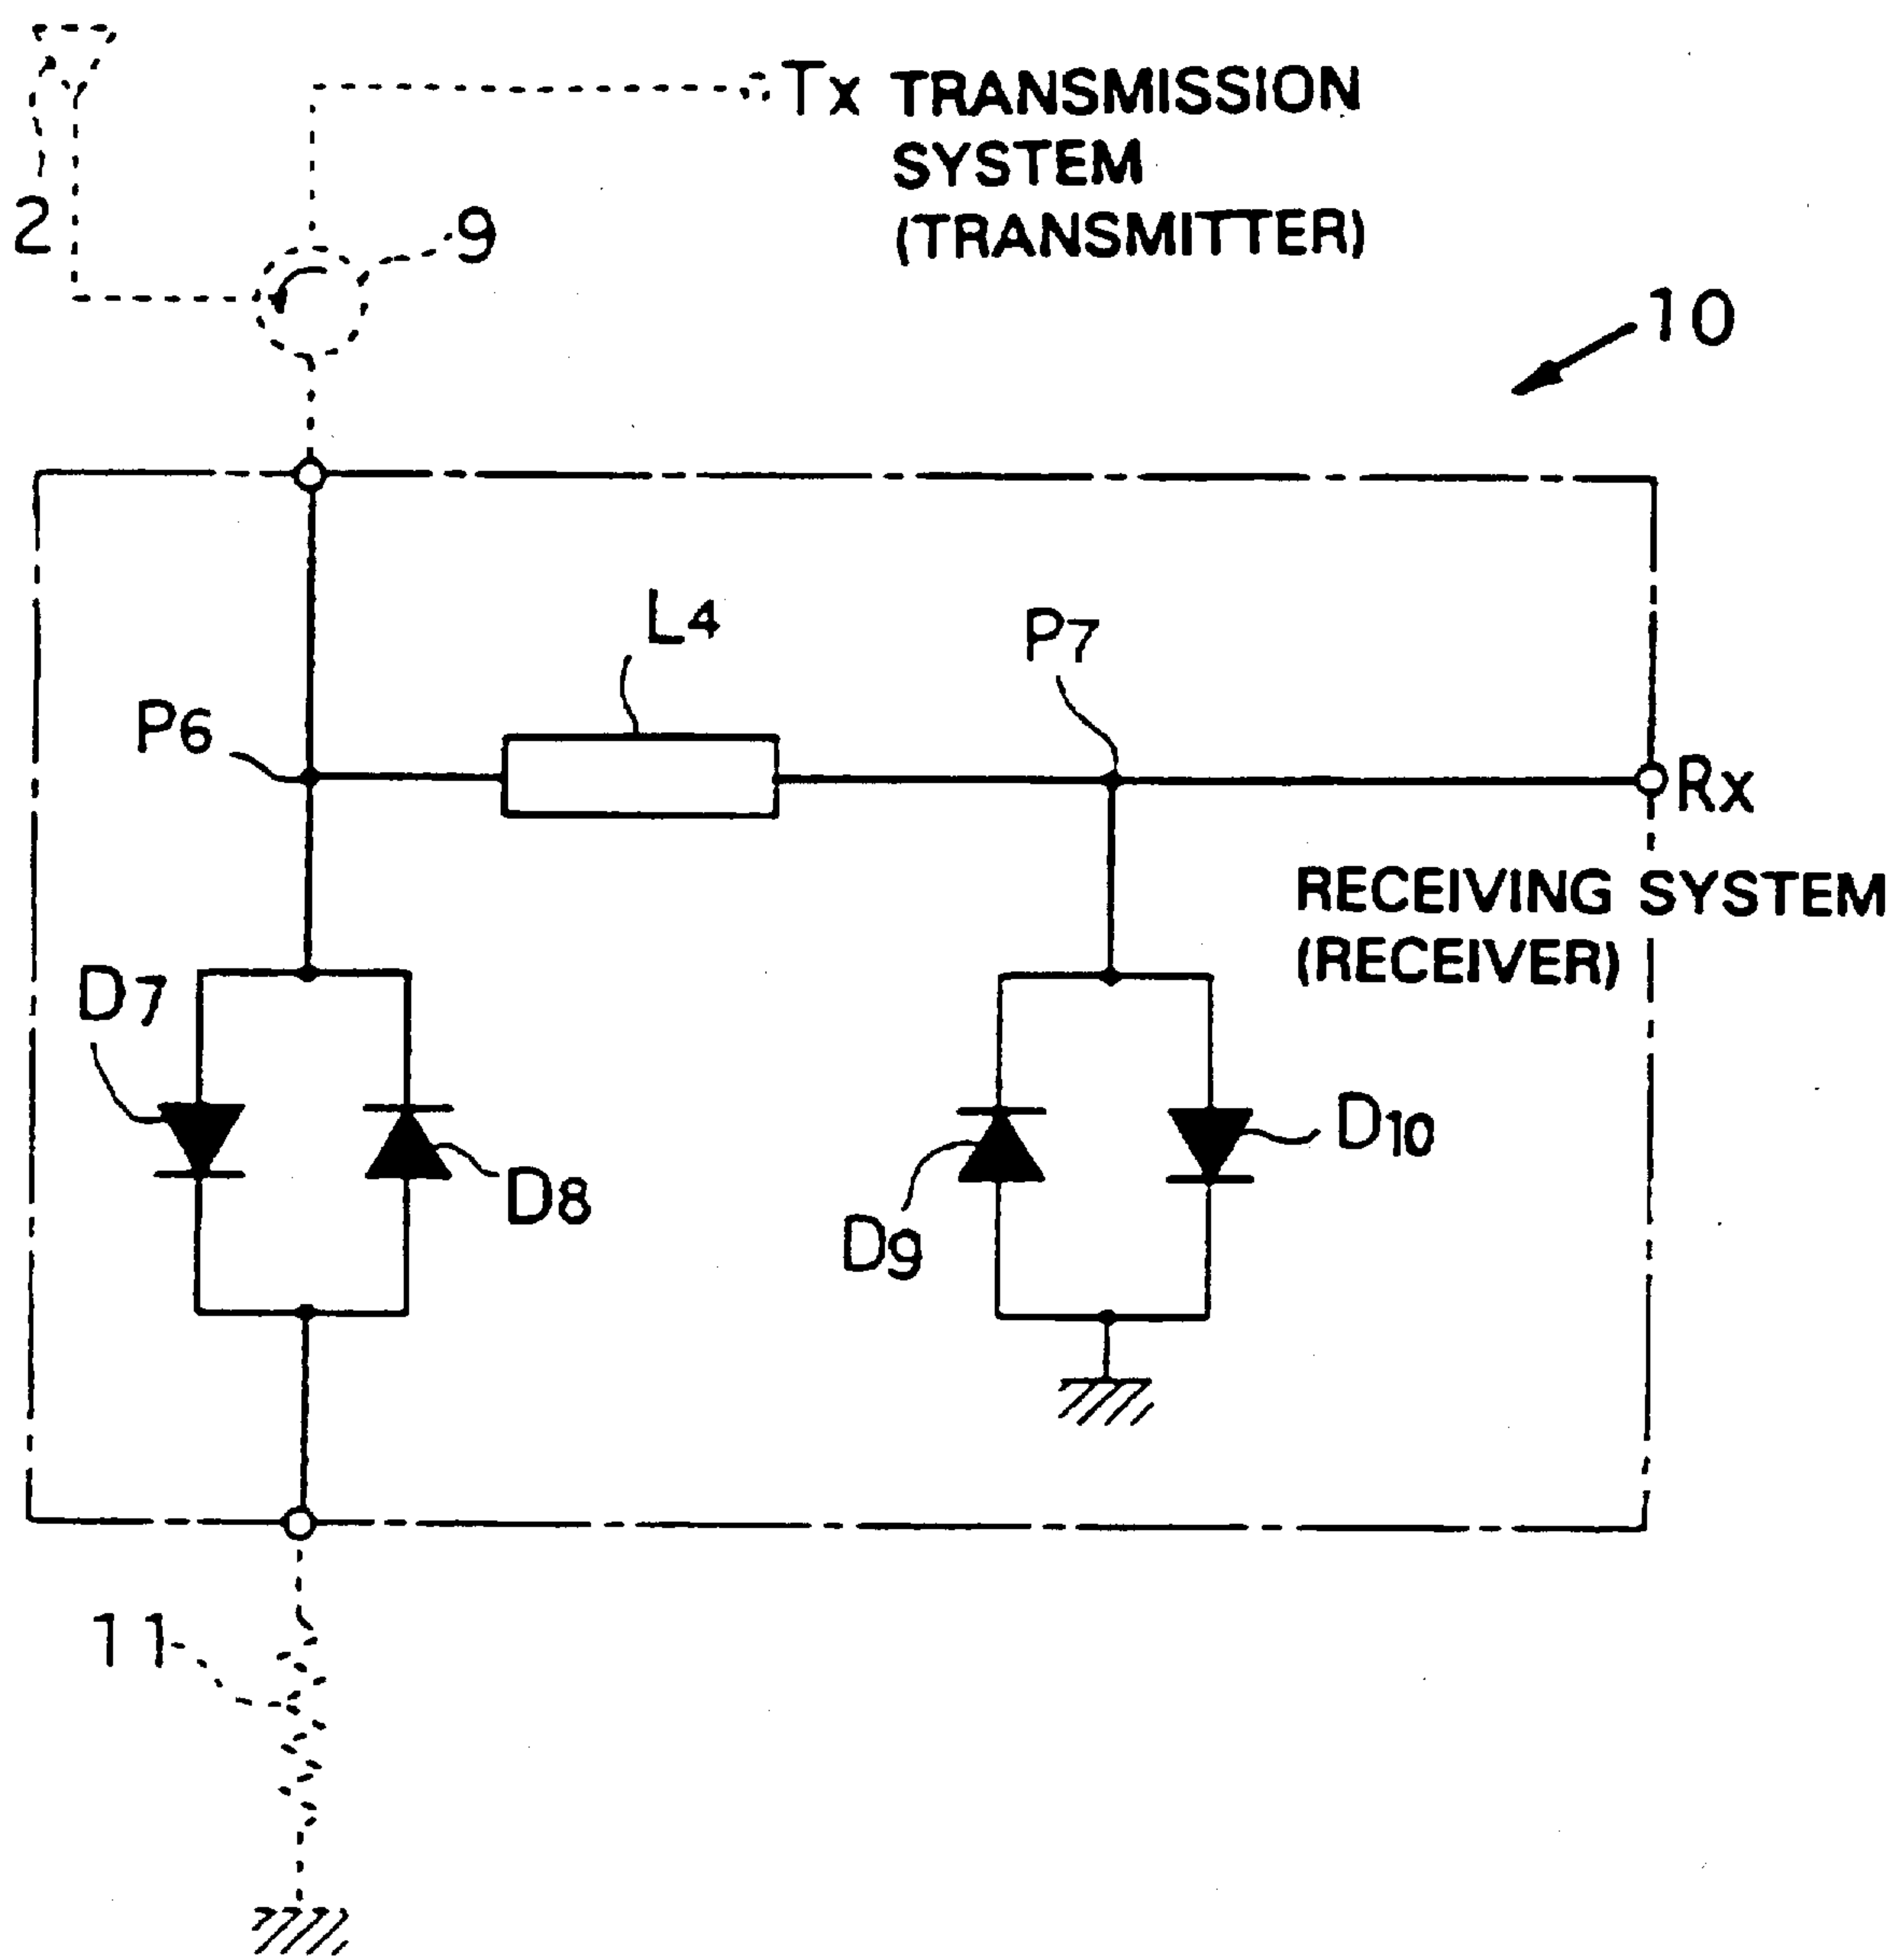 Tx TRANSMISSION
SYSTEM
(TRANSMITTER)
2
9
10
L4
P7
P6
Rx
RECEIVING SYSTEM
(RECEIVER)
D7
D10
D8
D9
11